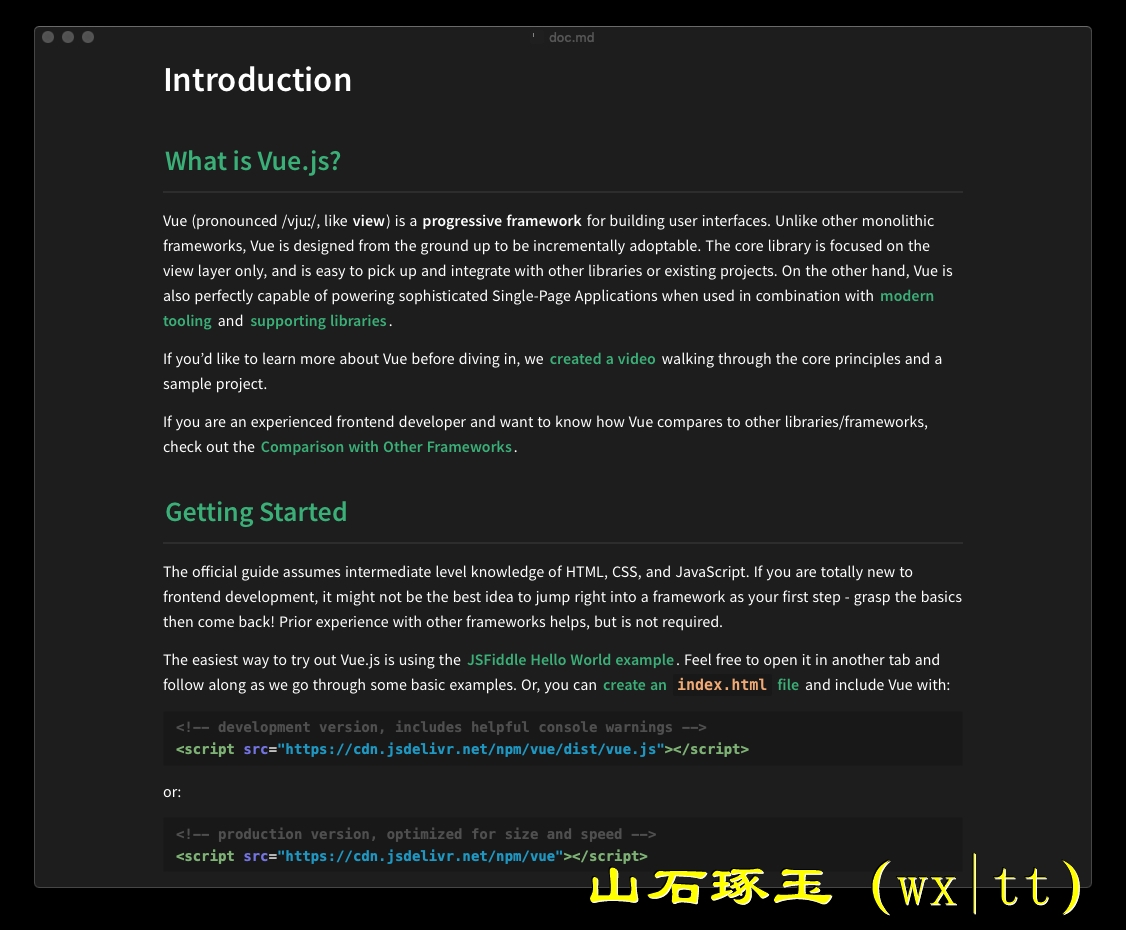 doc.md
Introduction
What is Vue.js?
Vue (pronounced /vjuː/, like view) is a progressive framework for building user interfaces. Unlike other monolithic
frameworks, Vue is designed from the ground up to be incrementally adoptable. The core library is focused on the
view layer only, and is easy to pick up and integrate with other libraries or existing projects. On the other hand, Vue is
also perfectly capable of powering sophisticated Single-Page Applications when used in combination with modern
tooling and supporting libraries.
If you’d like to learn more about Vue before diving in, we created a video walking through the core principles and a
sample project.
If you are an experienced frontend developer and want to know how Vue compares to other libraries/frameworks,
check out the Comparison with Other Frameworks.
Getting Started
The official guide assumes intermediate level knowledge of HTML, CSS, and JavaScript. If you are totally new to
frontend development, it might not be the best idea to jump right into a framework as your first step - grasp the basics
then come back! Prior experience with other frameworks helps, but is not required.
The easiest way to try out Vue.js is using the JSFiddle Hello World example. Feel free to open it in another tab and
follow along as we go through some basic examples. Or, you can create an index.html file and include Vue with:
<!-- development version, includes helpful console warnings -->
<script src="https://cdn.jsdelivr.net/npm/vue/dist/vue.js"></script>
or:
<!-- production version, optimized for size and speed -->
<script src="https://cdn.jsdelivr.net/npm/vue"></script>
山石琢玉 (wx|tt)